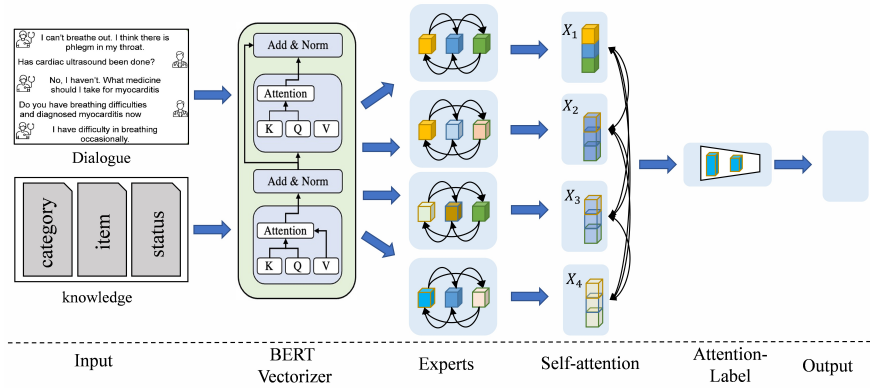 I can't breathe out. I think there is
phlegm in my throat.
Has cardiac ultrasound been done?
No, I haven't. What medicine
should I take for myocarditis
Do you have breathing difficulties
and diagnosed myocarditis now
I have difficulty in breathing
occasionally.
Dialogue
category
item
status
knowledge
Add & Norm
Attention
K Q V
Add & Norm
Attention
K Q V
X1
X2
X3
X4
Input
BERT
Vectorizer
Experts
Self-attention
Attention-
Label
Output